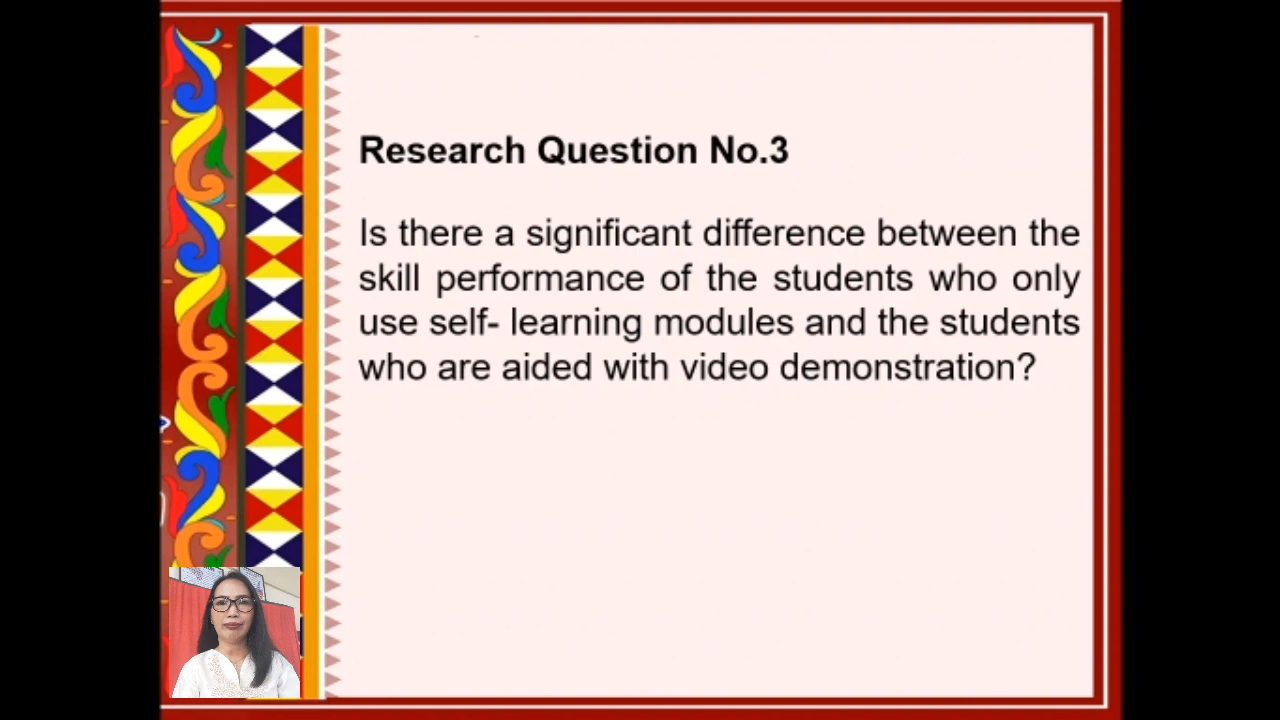 Research Question No.3
Is there a significant difference between the
skill performance of the students who only
use self- learning modules and the students
who are aided with video demonstration?